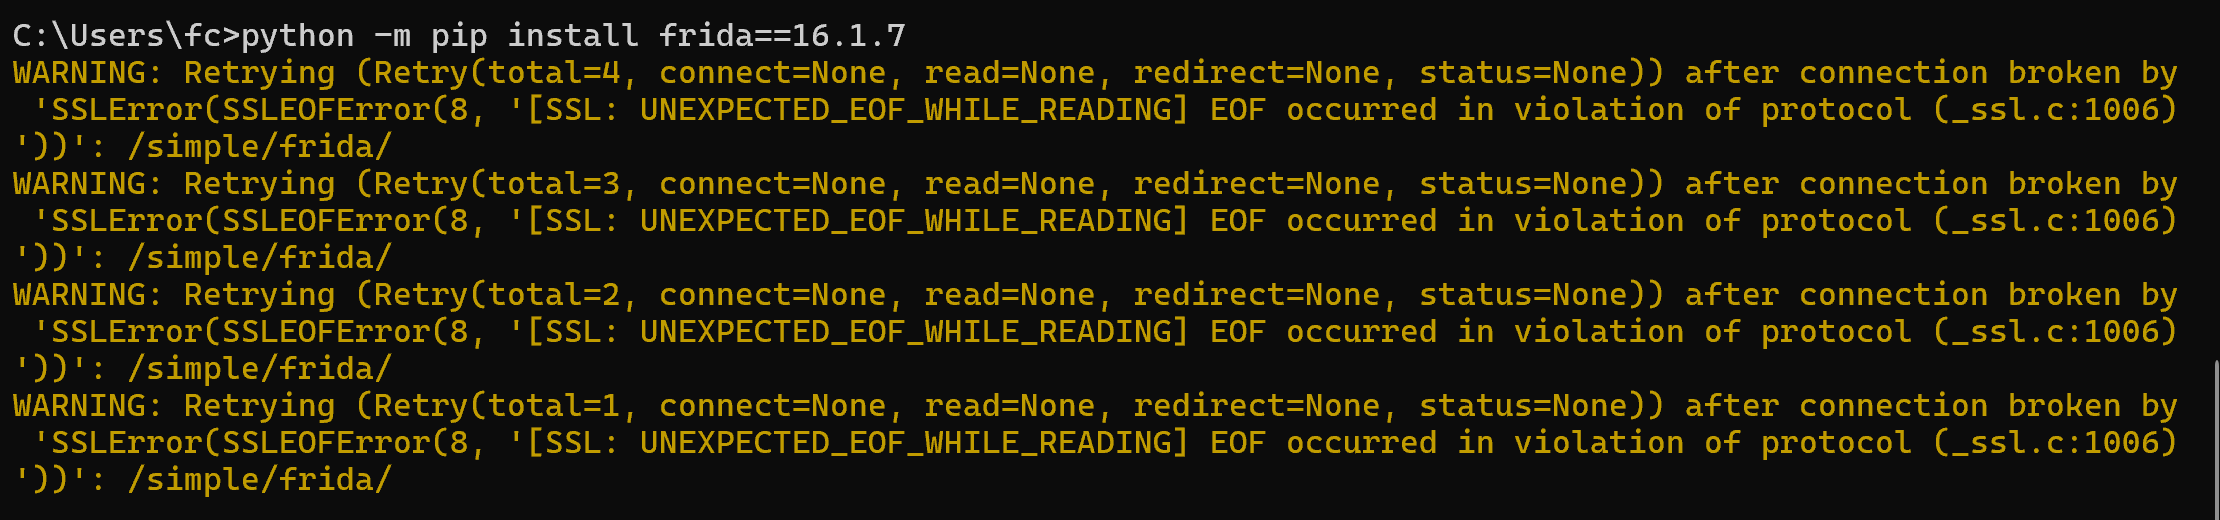 C:\Users\fc>python -m pip install frida==16.1.7
WARNING: Retrying (Retry(total=4, connect=None, read=None, redirect=None, status=None)) after connection broken by
 'SSLError(SSLEOFError(8, '[SSL: UNEXPECTED_EOF_WHILE_READING] EOF occurred in violation of protocol (_ssl.c:1006)
'))': /simple/frida/
WARNING: Retrying (Retry(total=3, connect=None, read=None, redirect=None, status=None)) after connection broken by
 'SSLError(SSLEOFError(8, '[SSL: UNEXPECTED_EOF_WHILE_READING] EOF occurred in violation of protocol (_ssl.c:1006)
'))': /simple/frida/
WARNING: Retrying (Retry(total=2, connect=None, read=None, redirect=None, status=None)) after connection broken by
 'SSLError(SSLEOFError(8, '[SSL: UNEXPECTED_EOF_WHILE_READING] EOF occurred in violation of protocol (_ssl.c:1006)
'))': /simple/frida/
WARNING: Retrying (Retry(total=1, connect=None, read=None, redirect=None, status=None)) after connection broken by
 'SSLError(SSLEOFError(8, '[SSL: UNEXPECTED_EOF_WHILE_READING] EOF occurred in violation of protocol (_ssl.c:1006)
'))': /simple/frida/